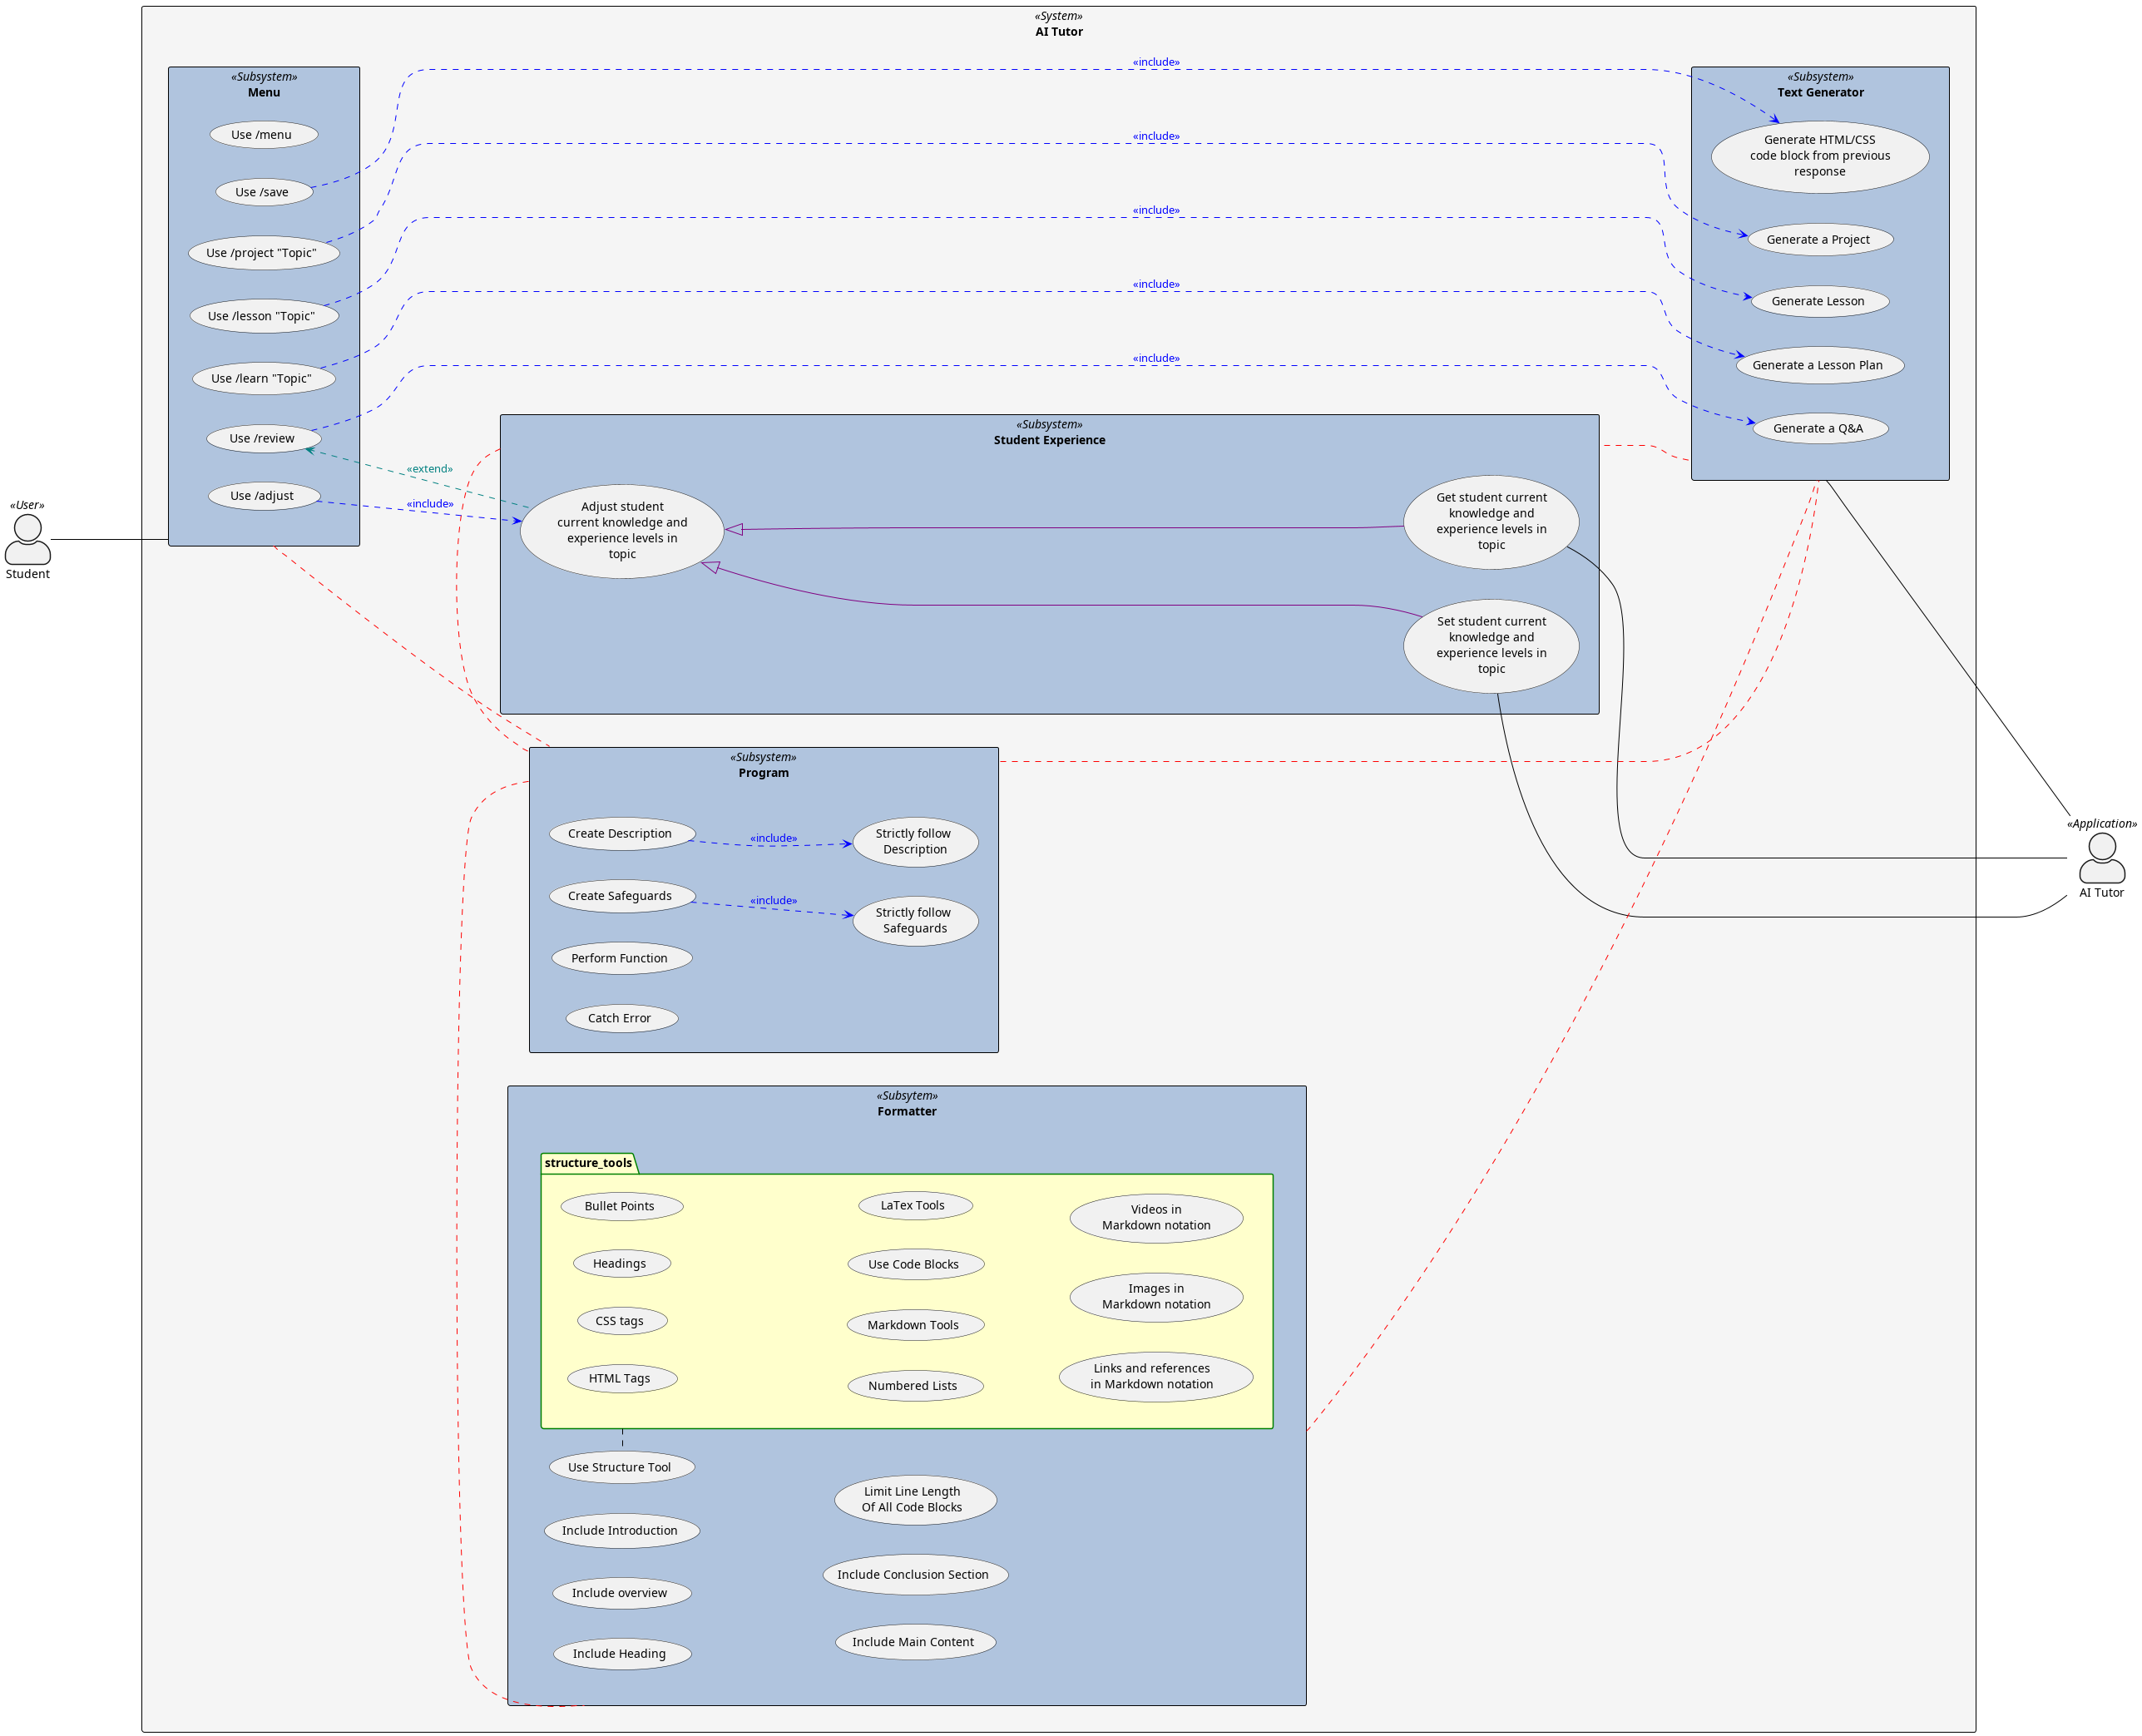 «System»
AI Tutor
«Subsystem»
Menu
Use /menu
Use /save
Use /project "Topic"
Use /lesson "Topic"
Use /learn "Topic"
Use /review
Use /adjust
«include»
«include»
«include»
«include»
«include»
«Subsystem»
Text Generator
Generate HTML/CSS
code block from previous
response
Generate a Project
Generate Lesson
Generate a Lesson Plan
Generate a Q&A
«Subsystem»
Student Experience
«extend»
«include»
Adjust student
current knowledge and
experience levels in
topic
Get student current
knowledge and
experience levels in
topic
Set student current
knowledge and
experience levels in
topic
«User»
Student
«Subsystem»
Program
Create Description
«include»
Strictly follow
Description
Create Safeguards
«include»
Strictly follow
Safeguards
Perform Function
Catch Error
«Application»
AI Tutor
«Subsytem»
Formatter
structure_tools
Bullet Points
Headings
CSS tags
HTML Tags
LaTex Tools
Use Code Blocks
Markdown Tools
Numbered Lists
Videos in
Markdown notation
Images in
Markdown notation
Links and references
in Markdown notation
Use Structure Tool
Include Introduction
Include overview
Include Heading
Limit Line Length
Of All Code Blocks
Include Conclusion Section
Include Main Content